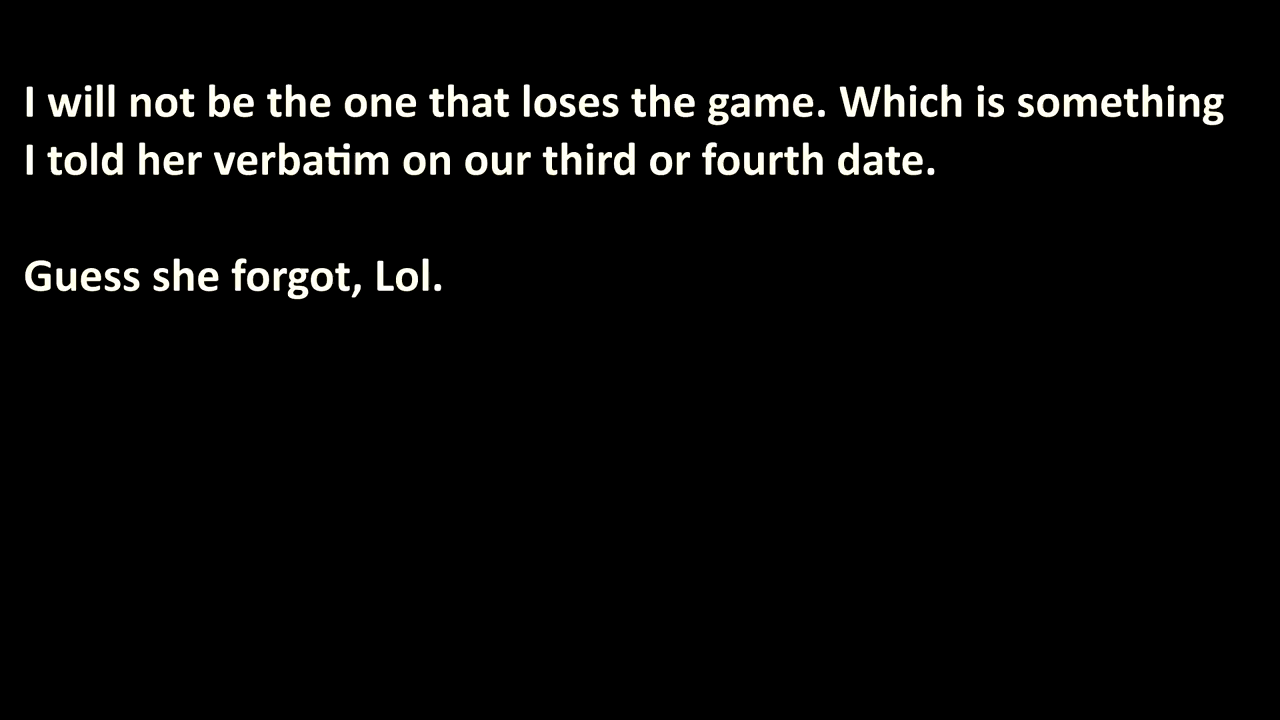 I will not be the one that loses the game. Which is something
I told her verbatim on our third or fourth date.
Guess she forgot, Lol.